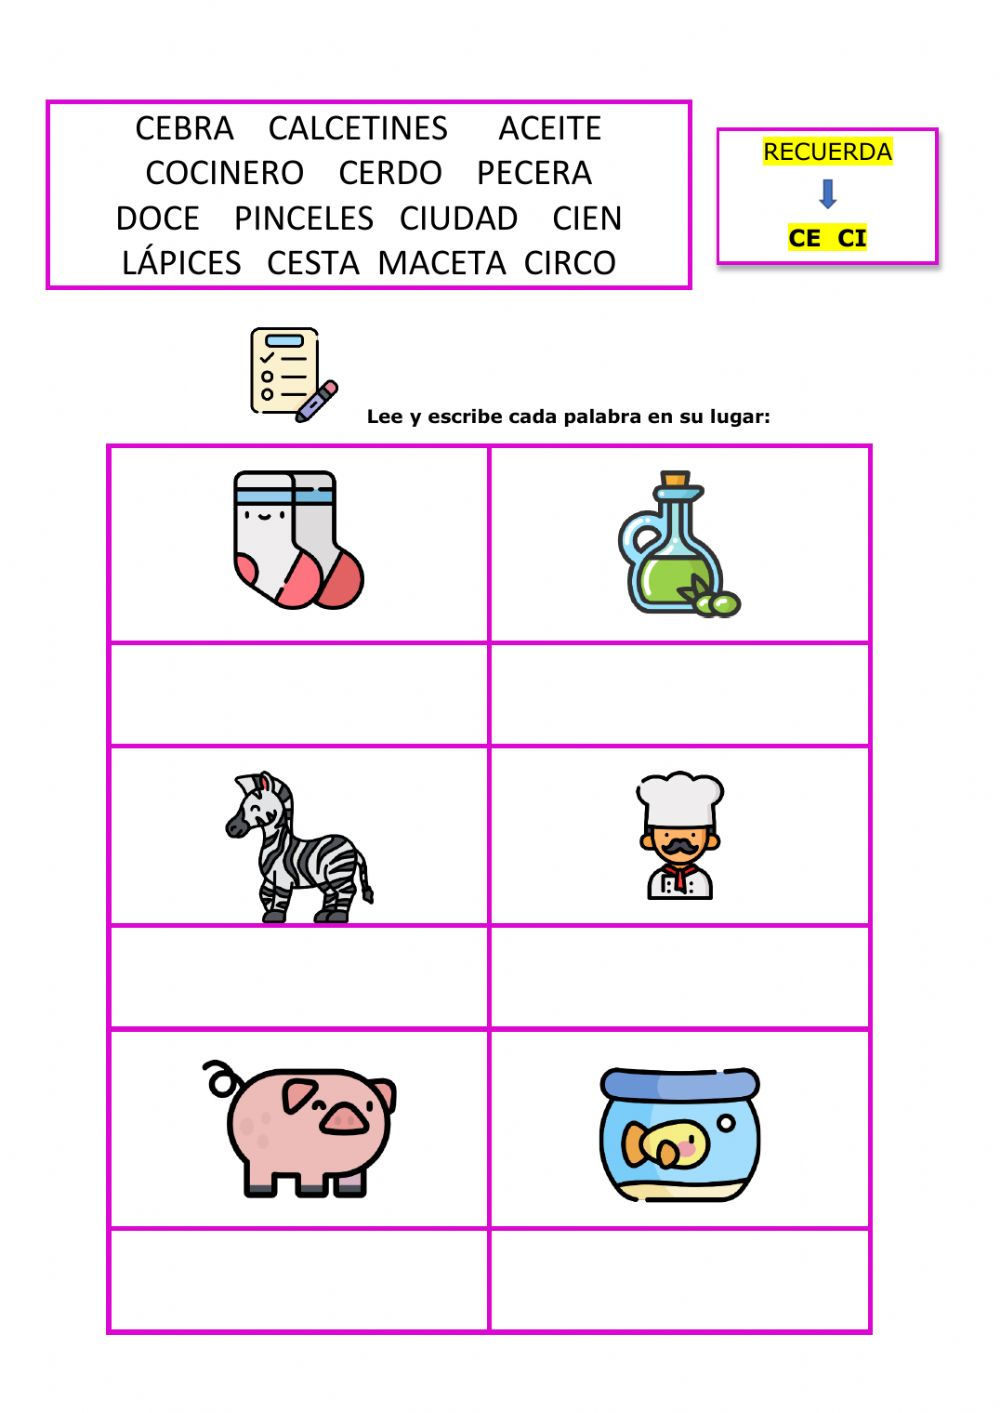 CEBRA CALCETINES ACEITE
COCINERO CERDO PECERA
DOCE PINCELES CIUDAD CIEN
LÁPICES CESTA MACETA CIRCO
RECUERDA
CE CI
Lee y escribe cada palabra en su lugar: